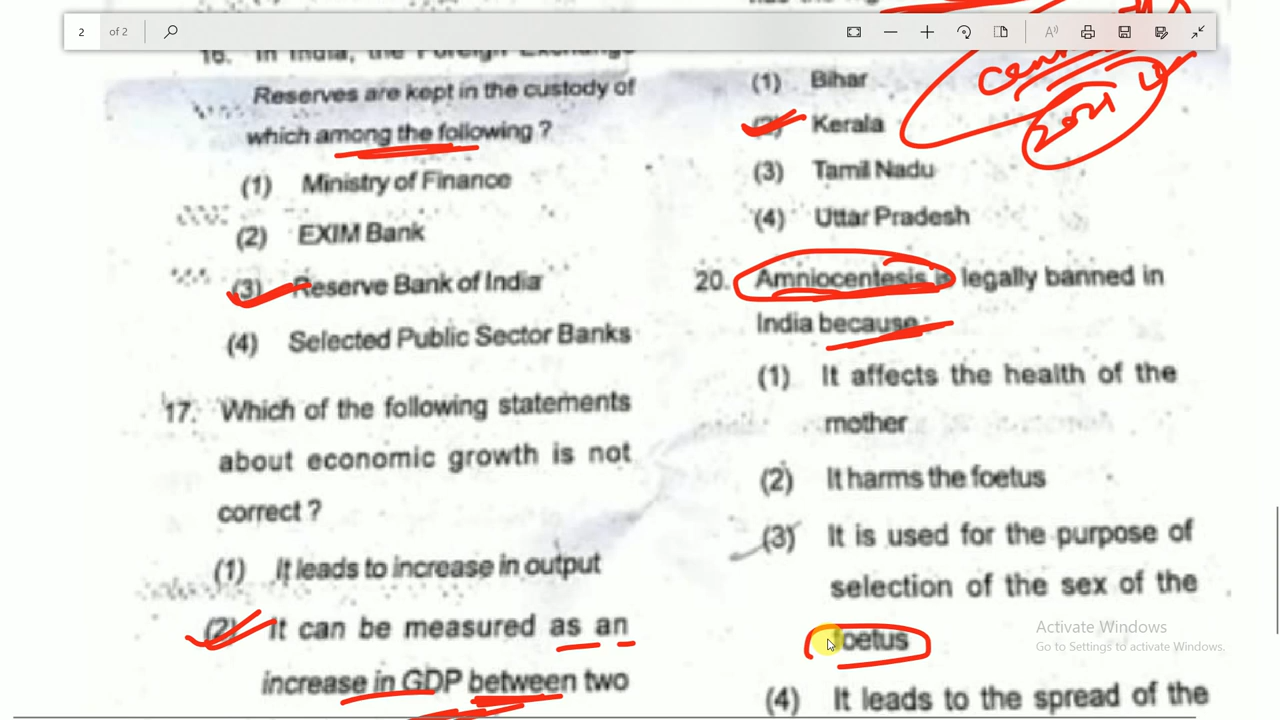 2
of 2
16. In India, the Foreign Exchange
Reserves are kept in the custody of
which among the following ?
(1) Ministry of Finance
(2) EXIM Bank
(3) Reserve Bank of India
(4) Selected Public Sector Banks
17. Which of the following statements
about economic growth is not
correct ?
(1) It leads to increase in output
(2) It can be measured as an
increase in GDP between two
(1) Bihar
(2) Kerala
(3) Tamil Nadu
(4) Uttar Pradesh
2021
20. Amniocentesis is legally banned in
India because :
(1) It affects the health of the
mother
(2) It harms the foetus
(3) It is used for the purpose of
selection of the sex of the
foetus
(4) It leads to the spread of the
Activate Windows
Go to Settings to activate Windows.